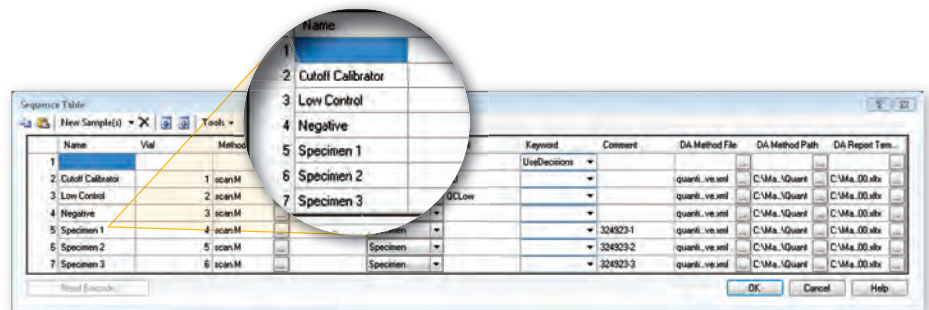 Name
1
2 Cutoff Calibrator
3 Low Control
4 Negative
5 Specimen 1
6 Specimen 2
7 Specimen 3
Sequence Table
New Sample(s) Tools
Name Vial Method Keyword Comment DA Method File DA Method Path DA Report Tem...
1 UseDecisions ...
2 Cutoff Calibrator 1 scan.M quanti...ve.xml ... C:\Ma...\Quant ... C:\Ma...00.xltx ...
3 Low Control 2 scan.M QCLow quanti...ve.xml ... C:\Ma...\Quant ... C:\Ma...00.xltx ...
4 Negative 3 scan.M ... quanti...ve.xml ... C:\Ma...\Quant ... C:\Ma...00.xltx ...
5 Specimen 1 4 scan.M ... 324923-1 quanti...ve.xml ... C:\Ma...\Quant ... C:\Ma...00.xltx ...
6 Specimen 2 5 scan.M ... Specimen 324923-2 quanti...ve.xml ... C:\Ma...\Quant ... C:\Ma...00.xltx ...
7 Specimen 3 6 scan.M ... Specimen 324923-3 quanti...ve.xml ... C:\Ma...\Quant ... C:\Ma...00.xltx ...
Read Barcode... OK Cancel Help